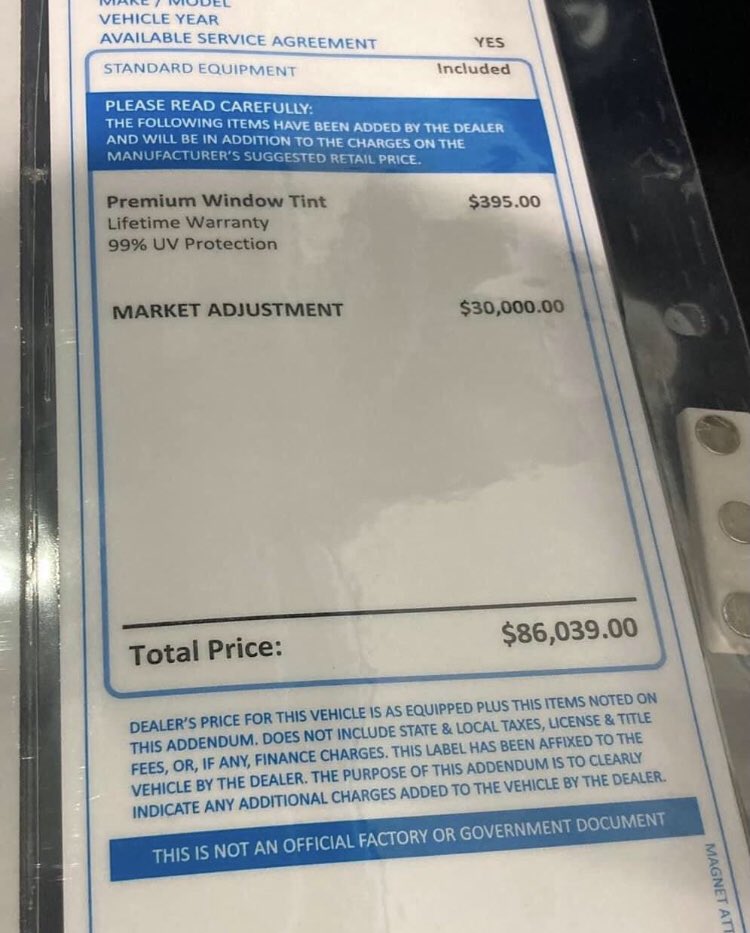 MAKE / MODEL
VEHICLE YEAR
AVAILABLE SERVICE AGREEMENT YES
STANDARD EQUIPMENT Included
PLEASE READ CAREFULLY:
THE FOLLOWING ITEMS HAVE BEEN ADDED BY THE DEALER
AND WILL BE IN ADDITION TO THE CHARGES ON THE
MANUFACTURER'S SUGGESTED RETAIL PRICE.
Premium Window Tint $395.00
Lifetime Warranty
99% UV Protection
MARKET ADJUSTMENT $30,000.00
Total Price: $86,039.00
DEALER'S PRICE FOR THIS VEHICLE IS AS EQUIPPED PLUS THIS ITEMS NOTED ON
THIS ADDENDUM. DOES NOT INCLUDE STATE & LOCAL TAXES, LICENSE & TITLE
FEES, OR, IF ANY, FINANCE CHARGES. THIS LABEL HAS BEEN AFFIXED TO THE
VEHICLE BY THE DEALER. THE PURPOSE OF THIS ADDENDUM IS TO CLEARLY
INDICATE ANY ADDITIONAL CHARGES ADDED TO THE VEHICLE BY THE DEALER.
THIS IS NOT AN OFFICIAL FACTORY OR GOVERNMENT DOCUMENT
MAGNET